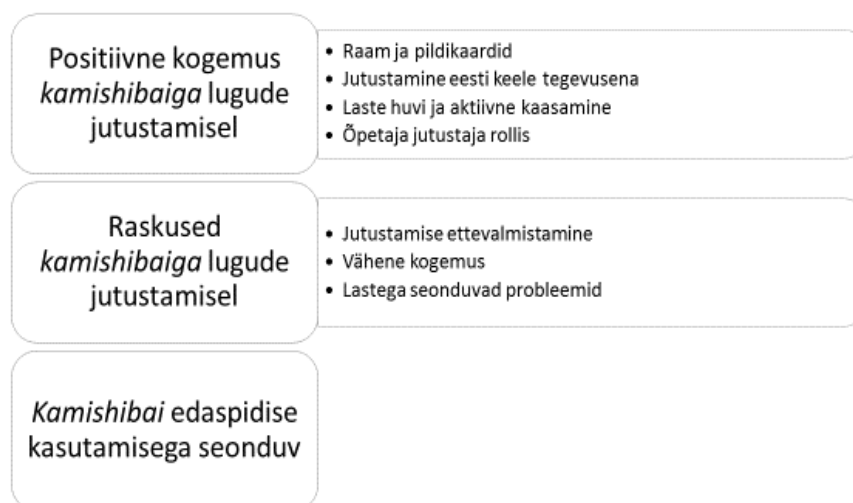 Positiivne kogemus
kamishibaiga lugude
jutustamisel
• Raam ja pildikaardid
• Jutustamine eesti keele tegevusena
• Laste huvi ja aktiivne kaasamine
• Õpetaja jutustaja rollis
Raskused
kamishibaiga lugude
jutustamisel
• Jutustamise ettevalmistamine
• Vähene kogemus
• Lastega seonduvad probleemid
Kamishibai edaspidise
kasutamisega seonduv